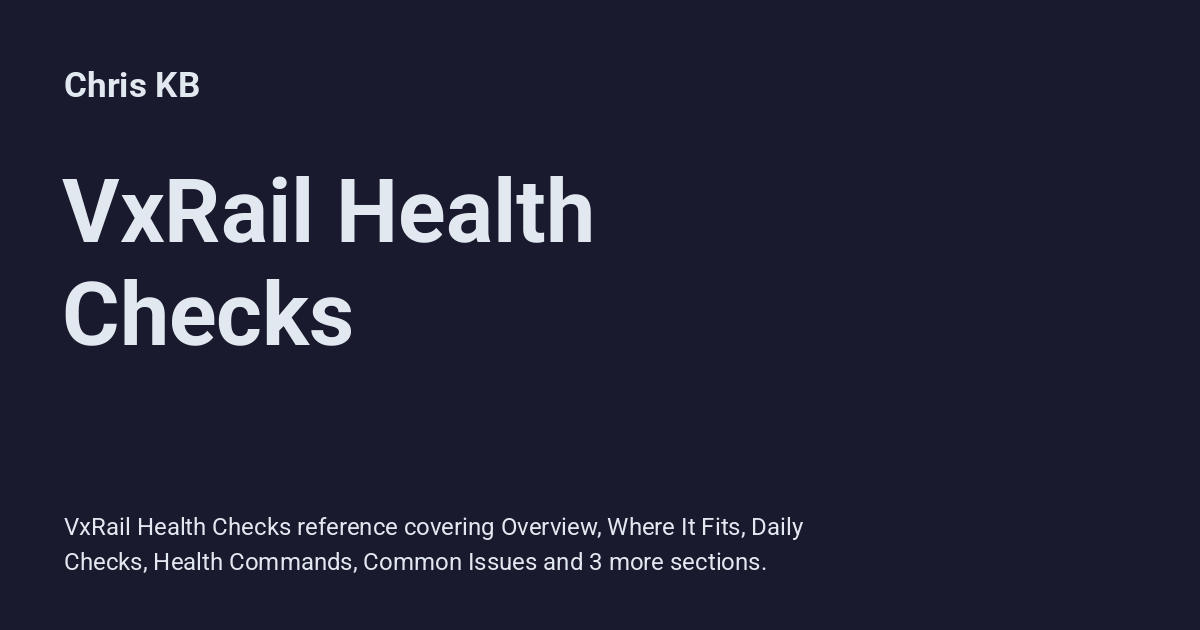 Chris KB
VxRail Health
Checks
VxRail Health Checks reference covering Overview, Where It Fits, Daily
Checks, Health Commands, Common Issues and 3 more sections.